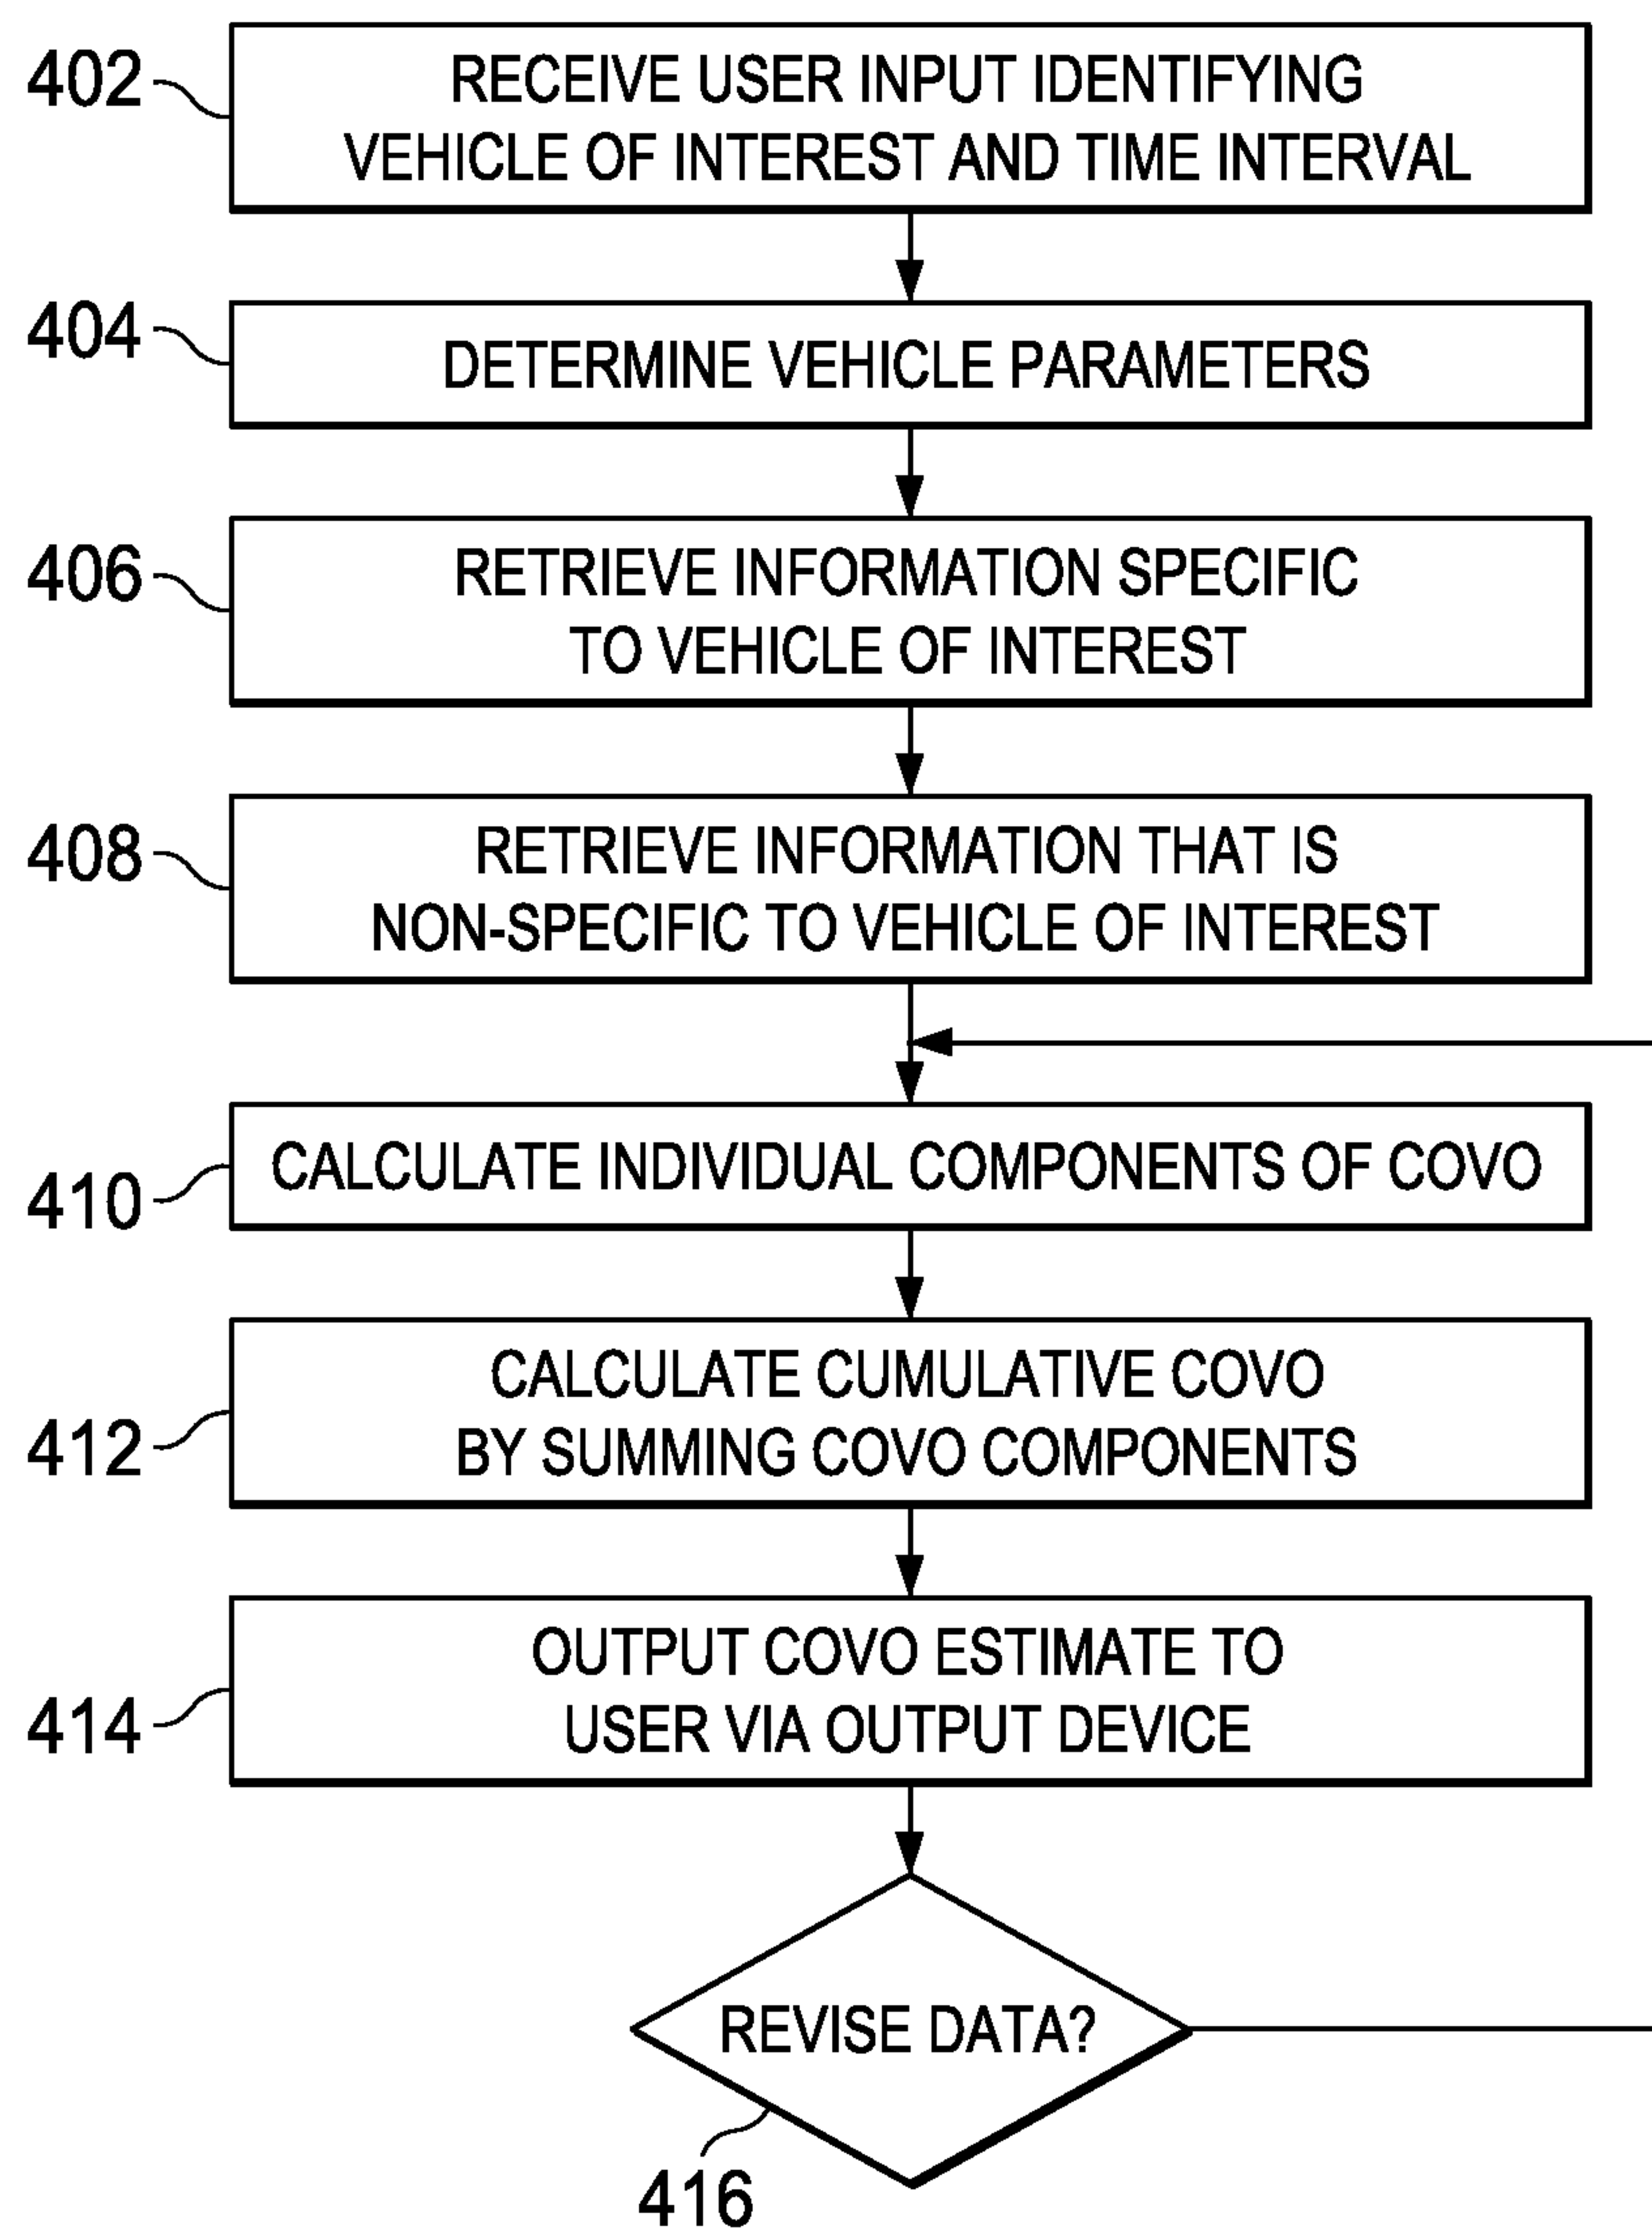 402
RECEIVE USER INPUT IDENTIFYING
VEHICLE OF INTEREST AND TIME INTERVAL
404
DETERMINE VEHICLE PARAMETERS
406
RETRIEVE INFORMATION SPECIFIC
TO VEHICLE OF INTEREST
408
RETRIEVE INFORMATION THAT IS
NON-SPECIFIC TO VEHICLE OF INTEREST
410
CALCULATE INDIVIDUAL COMPONENTS OF COVO
412
CALCULATE CUMULATIVE COVO
BY SUMMING COVO COMPONENTS
414
OUTPUT COVO ESTIMATE TO
USER VIA OUTPUT DEVICE
REVISE DATA?
416